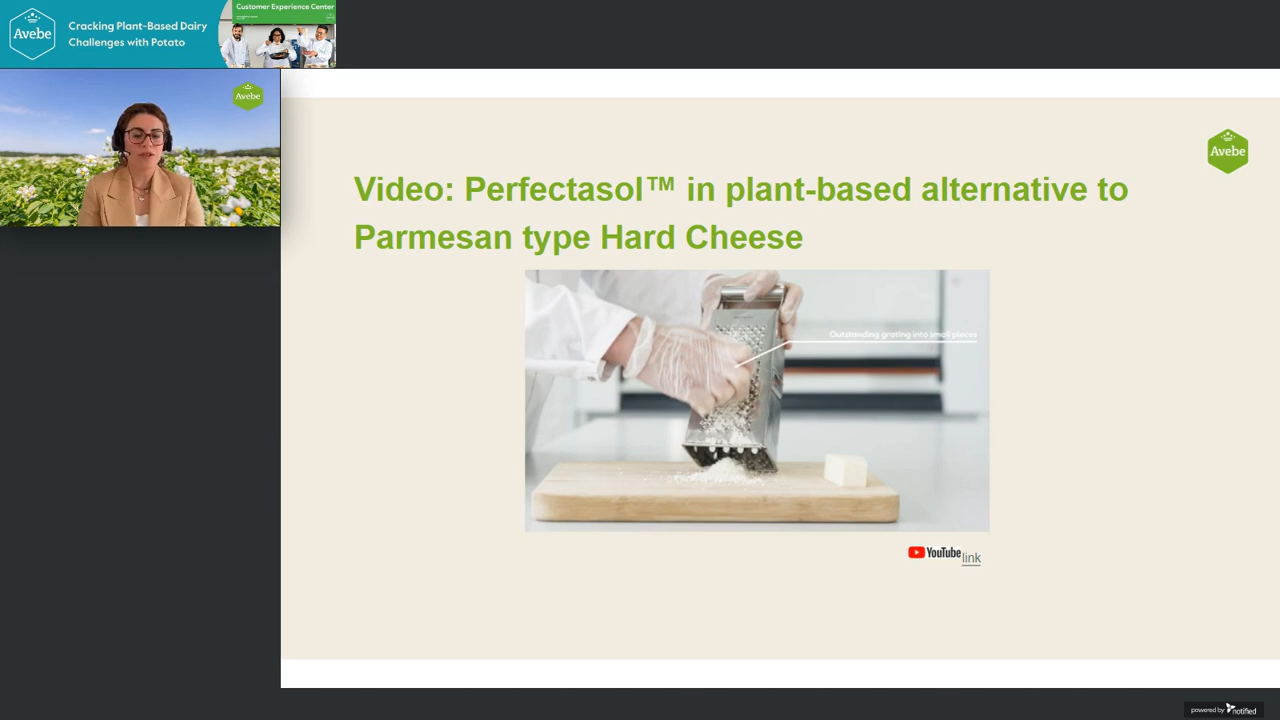 Avebe
Cracking Plant-Based Dairy
Challenges with Potato
Customer Experience Center
Avebe
Avebe
Video: Perfectasol™ in plant-based alternative to
Parmesan type Hard Cheese
Outstanding grating into small pieces
YouTube link
powered by notified